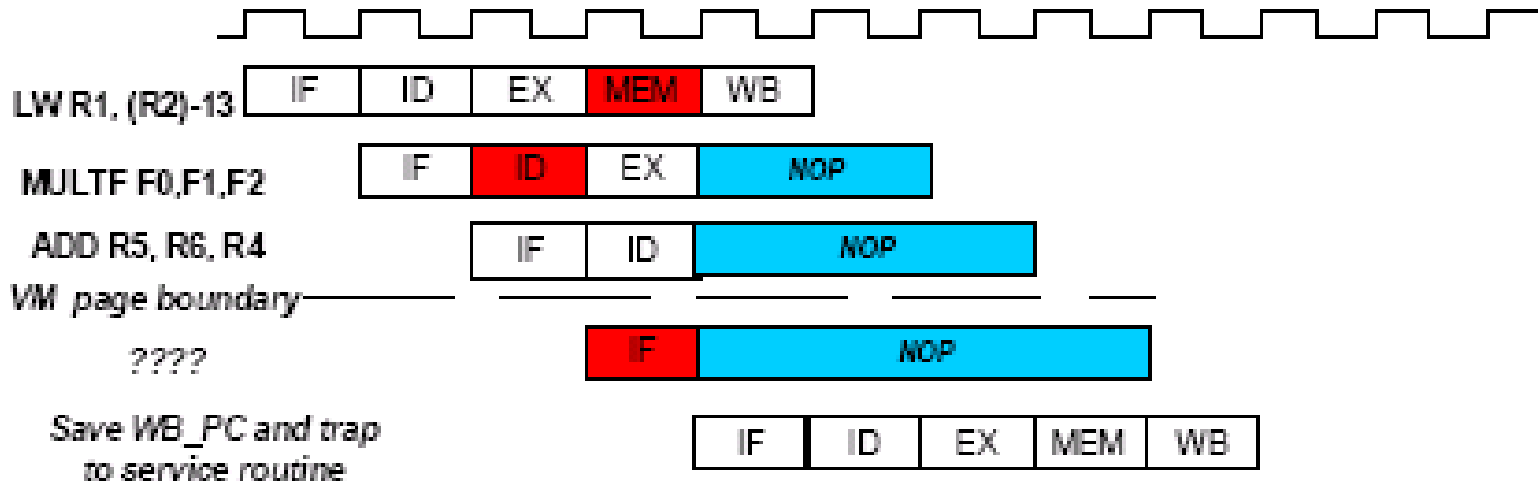 LW R1, (R2)-13 IF ID EX MEM WB
MULTF F0,F1,F2 IF ID EX NOP
ADD R5, R6, R4 IF ID NOP
VM page boundary
???? IF NOP
Save WB_PC and trap
to service routine
IF ID EX MEM WB